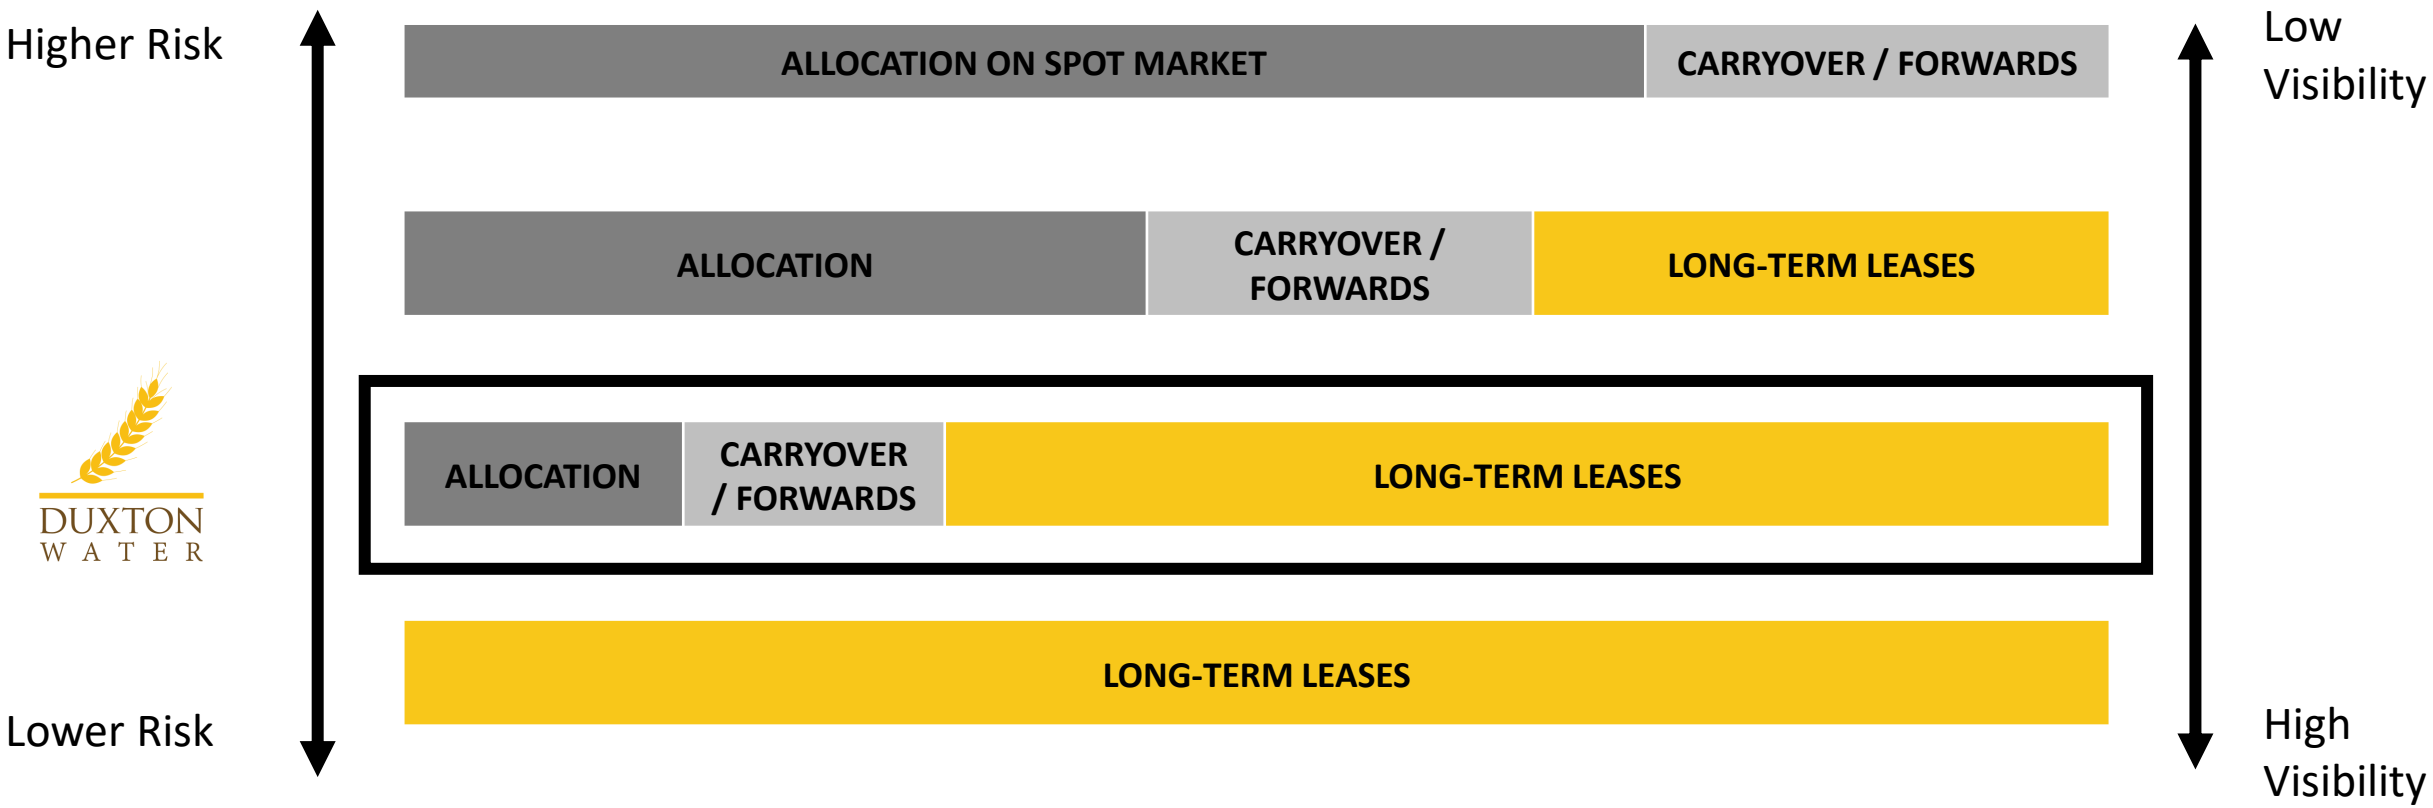 Higher Risk
ALLOCATION ON SPOT MARKET
CARRYOVER / FORWARDS
Low
Visibility
ALLOCATION
CARRYOVER /
FORWARDS
LONG-TERM LEASES
DUXTON
WATER
ALLOCATION
CARRYOVER
/ FORWARDS
LONG-TERM LEASES
LONG-TERM LEASES
Lower Risk
High
Visibility